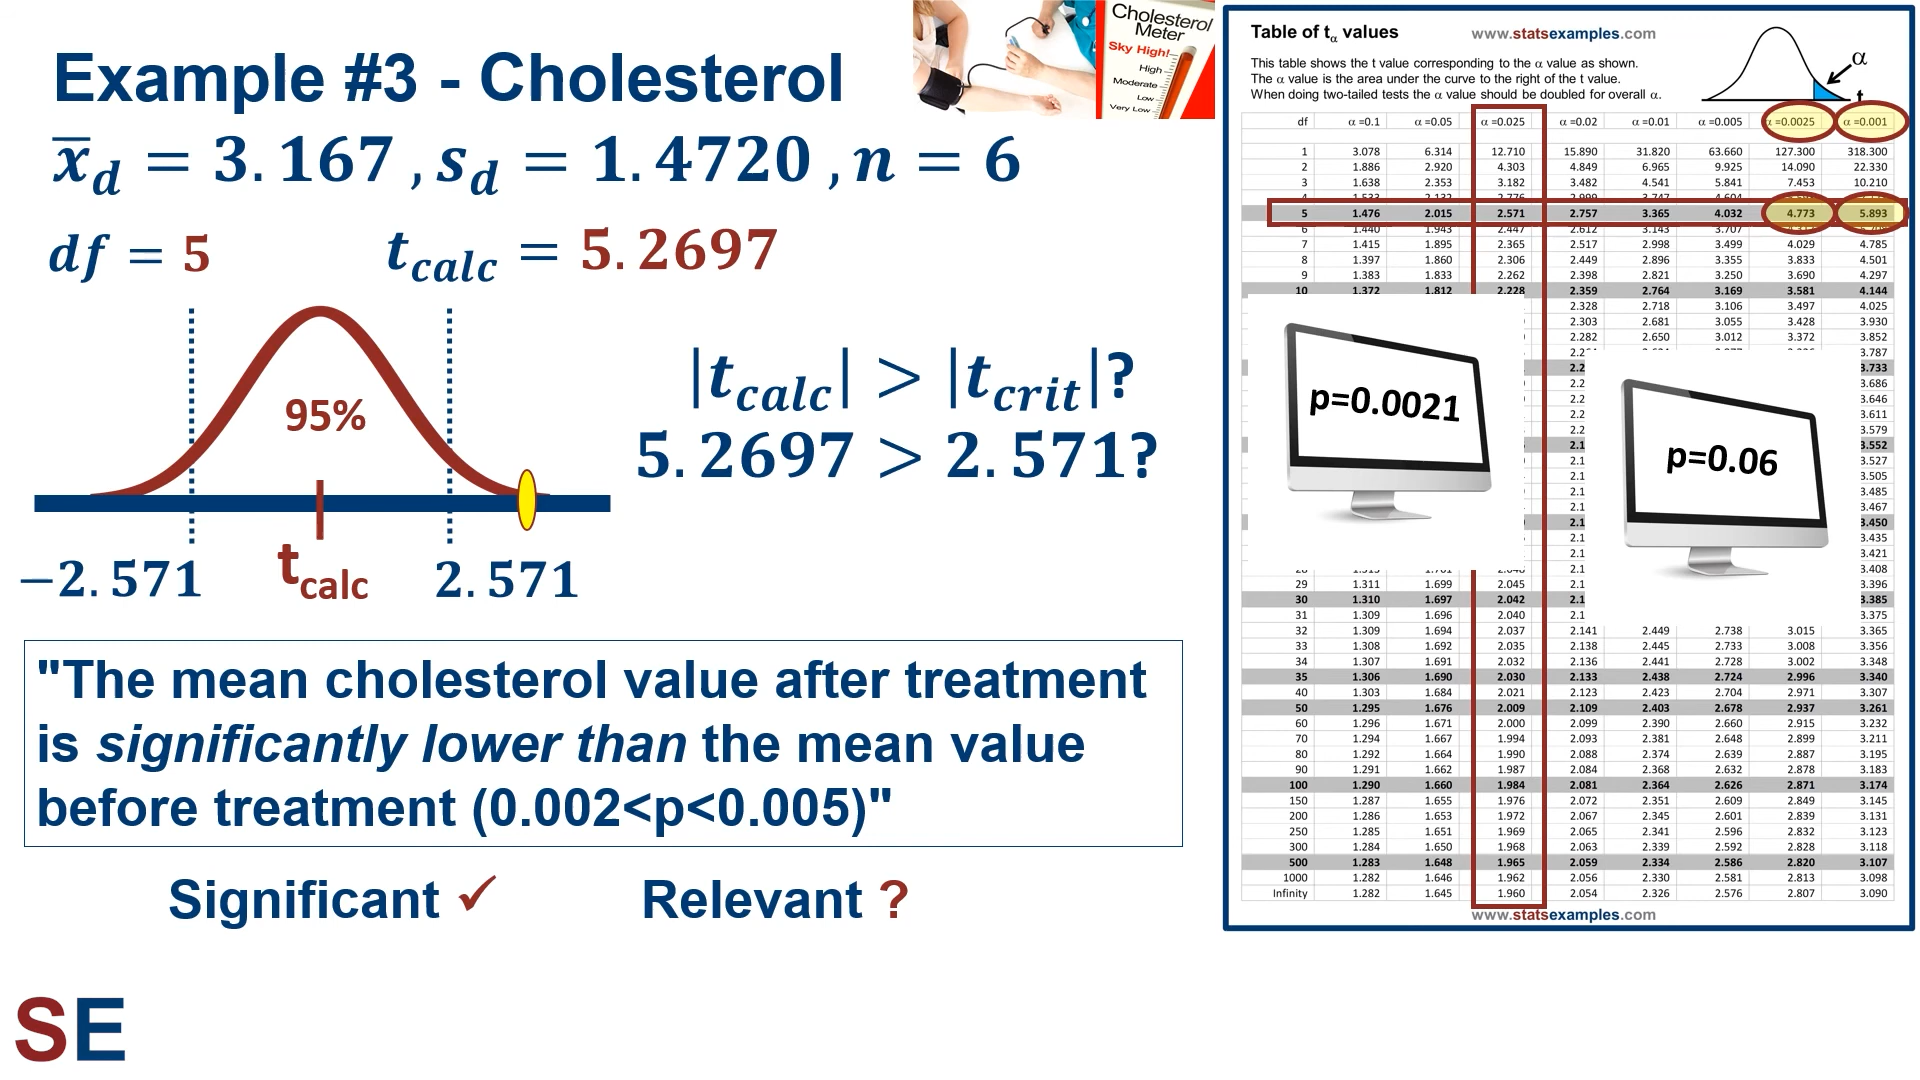 Example #3 - Cholesterol
Cholesterol
Meter
Sky High!
High
Moderate
Low
Very Low
x̄d = 3.167 , sd = 1.4720 , n = 6
df = 5 tcalc = 5.2697
95%
−2.571 tcalc 2.571
|tcalc| > |tcrit|?
5.2697 > 2.571?
"The mean cholesterol value after treatment
is significantly lower than the mean value
before treatment (0.002<p<0.005)"
Significant ✓ Relevant ?
SE
Table of tα values www.statsexamples.com
This table shows the t value corresponding to the α value as shown.
The α value is the area under the curve to the right of the t value.
When doing two-tailed tests the α value should be doubled for overall α.
α
t
df α =0.1 α =0.05 α =0.025 α =0.02 α =0.01 α =0.005 α =0.0025 α =0.001
1 3.078 6.314 12.710 15.890 31.820 63.660 127.300 318.300
2 1.886 2.920 4.303 4.849 6.965 9.925 14.090 22.330
3 1.638 2.353 3.182 3.482 4.541 5.841 7.453 10.210
5 1.476 2.015 2.571 2.757 3.365 4.032 4.773 5.893
6 1.440 1.943 2.447 2.612 3.143 3.707
7 1.415 1.895 2.365 2.517 2.998 3.499 4.029 4.785
8 1.397 1.860 2.306 2.449 2.896 3.355 3.833 4.501
9 1.383 1.833 2.262 2.398 2.821 3.250 3.690 4.297
10 1.372 1.812 2.228 2.359 2.764 3.169 3.581 4.144
2.328 2.718 3.106 3.497 4.025
2.303 2.681 3.055 3.428 3.930
2.282 2.650 3.012 3.372 3.852
3.787
2.2 3.733
2.2 3.686
2.2 3.646
2.2 3.611
2.2 3.579
2.1 3.552
2.1 3.527
2.1 3.505
2.1 3.485
2.1 3.467
2.1 3.450
2.1 3.435
2.1 3.421
2.1 3.408
p=0.0021
p=0.06
29 1.311 1.699 2.045 2.1 3.396
30 1.310 1.697 2.042 2.1 3.385
31 1.309 1.696 2.040 2.1 3.375
32 1.309 1.694 2.037 2.141 2.449 2.738 3.015 3.365
33 1.308 1.692 2.035 2.138 2.445 2.733 3.008 3.356
34 1.307 1.691 2.032 2.136 2.441 2.728 3.002 3.348
35 1.306 1.690 2.030 2.133 2.438 2.724 2.996 3.340
40 1.303 1.684 2.021 2.123 2.423 2.704 2.971 3.307
50 1.295 1.676 2.009 2.109 2.403 2.678 2.937 3.261
60 1.296 1.671 2.000 2.099 2.390 2.660 2.915 3.232
70 1.294 1.667 1.994 2.093 2.381 2.648 2.899 3.211
80 1.292 1.664 1.990 2.088 2.374 2.639 2.887 3.195
90 1.291 1.662 1.987 2.084 2.368 2.632 2.878 3.183
100 1.290 1.660 1.984 2.081 2.364 2.626 2.871 3.174
150 1.287 1.655 1.976 2.072 2.351 2.609 2.849 3.145
200 1.286 1.653 1.972 2.067 2.345 2.601 2.839 3.131
250 1.285 1.651 1.969 2.065 2.341 2.596 2.832 3.123
300 1.284 1.650 1.968 2.063 2.339 2.592 2.828 3.118
500 1.283 1.648 1.965 2.059 2.334 2.586 2.820 3.107
1000 1.282 1.646 1.962 2.056 2.330 2.581 2.813 3.098
Infinity 1.282 1.645 1.960 2.054 2.326 2.576 2.807 3.090
www.statsexamples.com